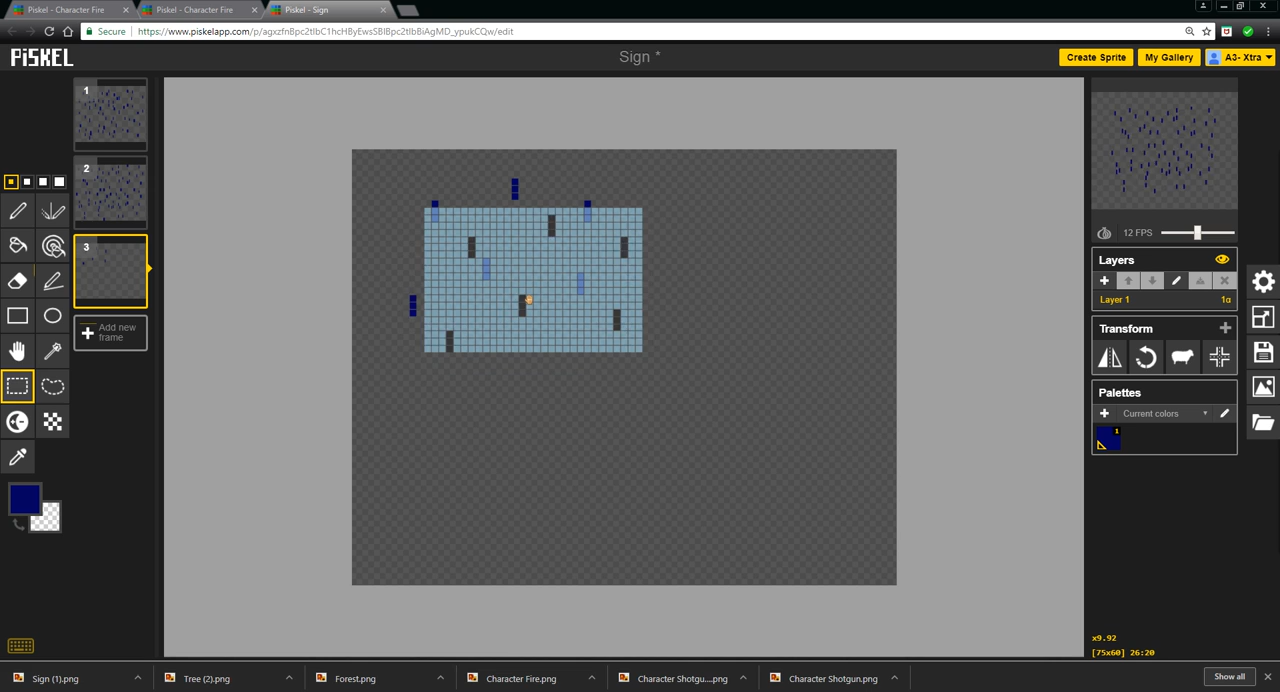 Piskel - Character Fire
Piskel - Character Fire
Piskel - Sign
Secure
https://www.piskelapp.com/p/agxzfnBpc2tlbC1hcHByEwsSBlBpc2tlbBiAgMD_ypukCQw/edit
PiSKEL
Sign *
Create Sprite
My Gallery
A3- Xtra
1
2
3
Add new
frame
12 FPS
Layers
Layer 1
1α
Transform
Palettes
Current colors
1
x9.92
[75x60] 26:20
Sign (1).png
Tree (2).png
Forest.png
Character Fire.png
Character Shotgu....png
Character Shotgun.png
Show all